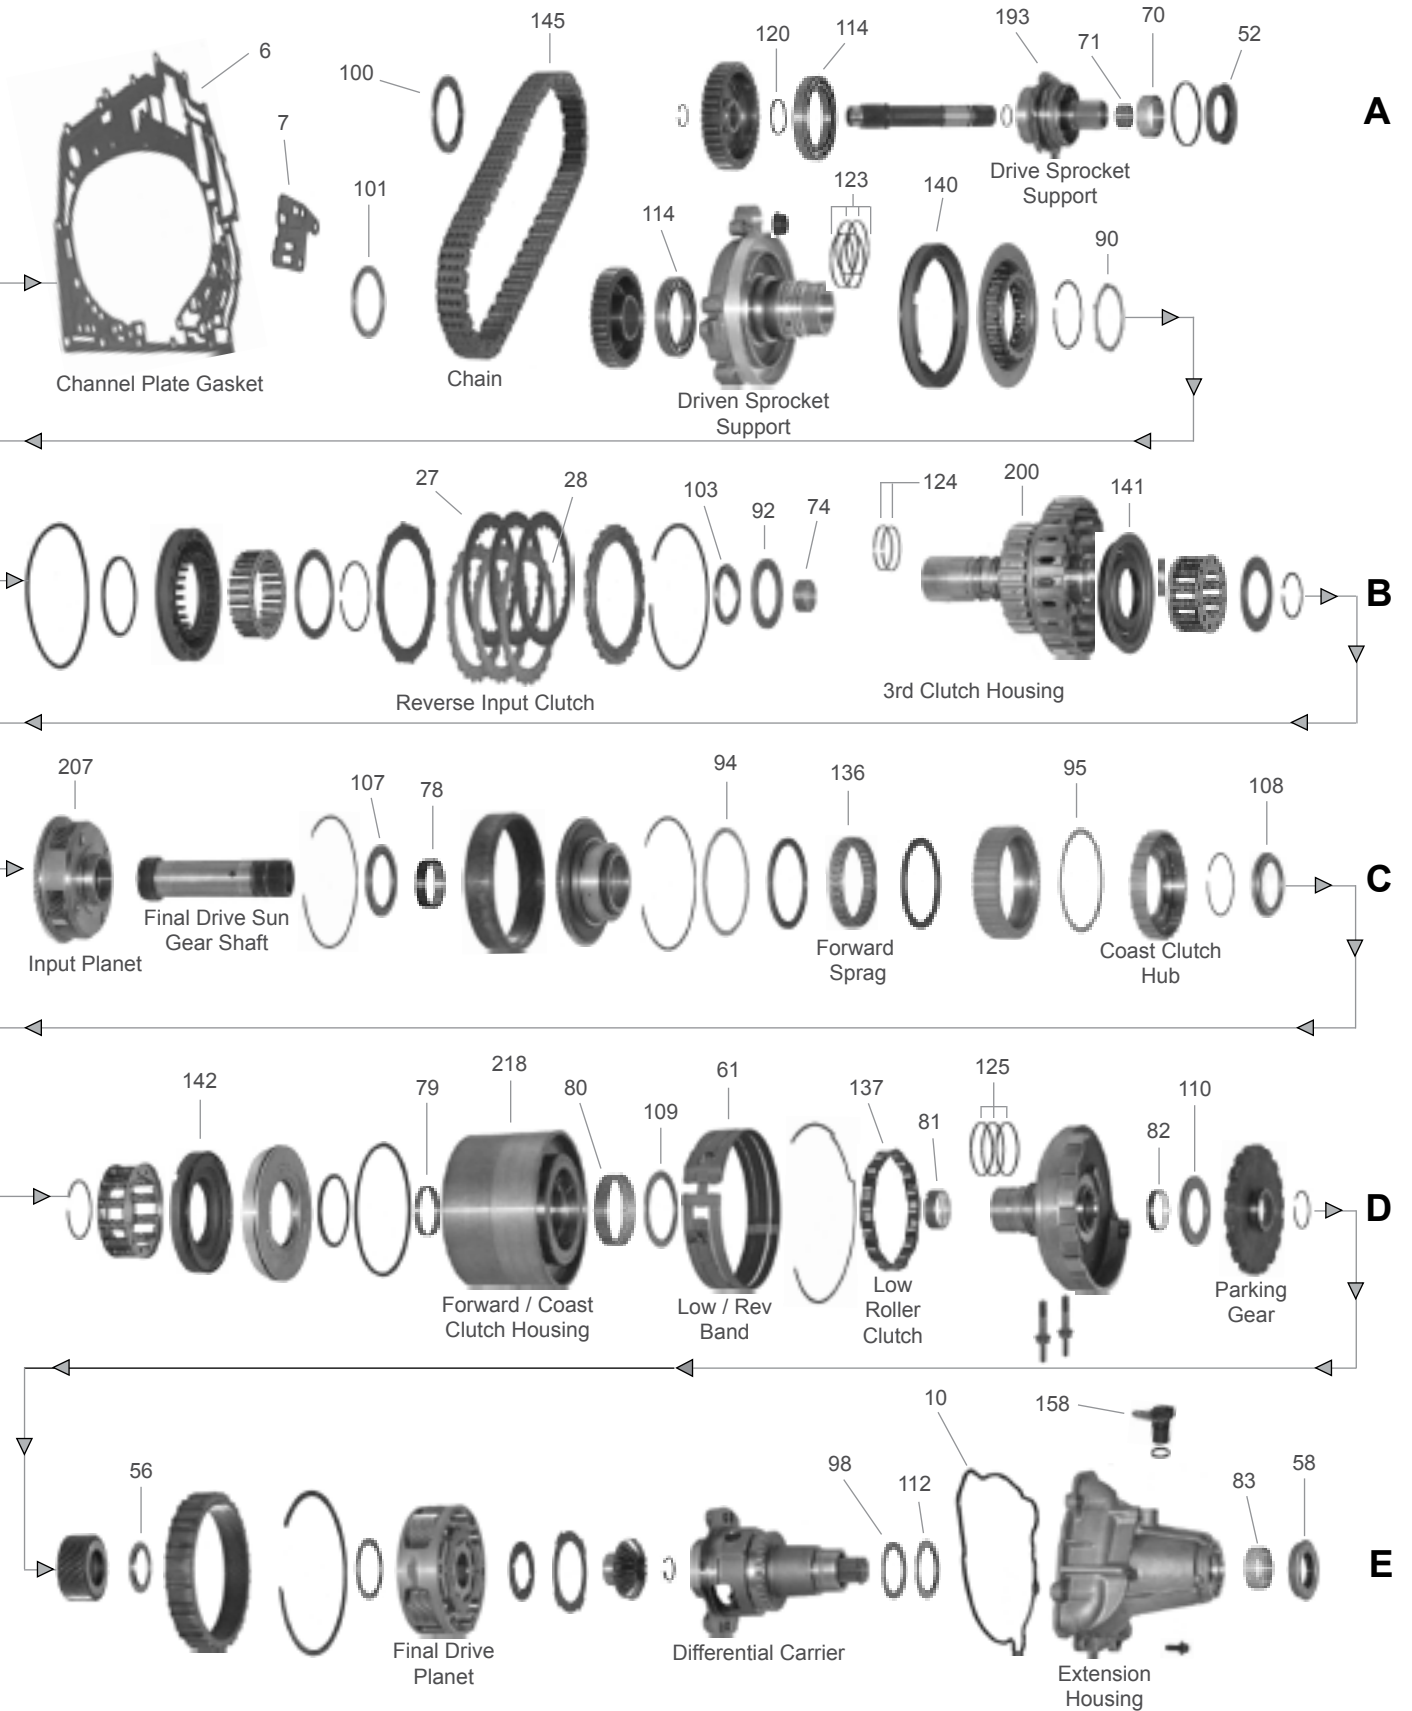 145
6
100
7
101
120
114
193
71
70
52
A
Drive Sprocket
Support
123
140
114
90
Channel Plate Gasket
Chain
Driven Sprocket
Support
27
28
103
92
74
124
200
141
B
Reverse Input Clutch
3rd Clutch Housing
207
107
78
94
136
95
108
C
Final Drive Sun
Gear Shaft
Input Planet
Forward
Sprag
Coast Clutch
Hub
142
79
218
80
109
61
137
81
125
82
110
D
Forward / Coast
Clutch Housing
Low / Rev
Band
Low
Roller
Clutch
Parking
Gear
56
98
112
10
158
83
58
E
Final Drive
Planet
Differential Carrier
Extension
Housing